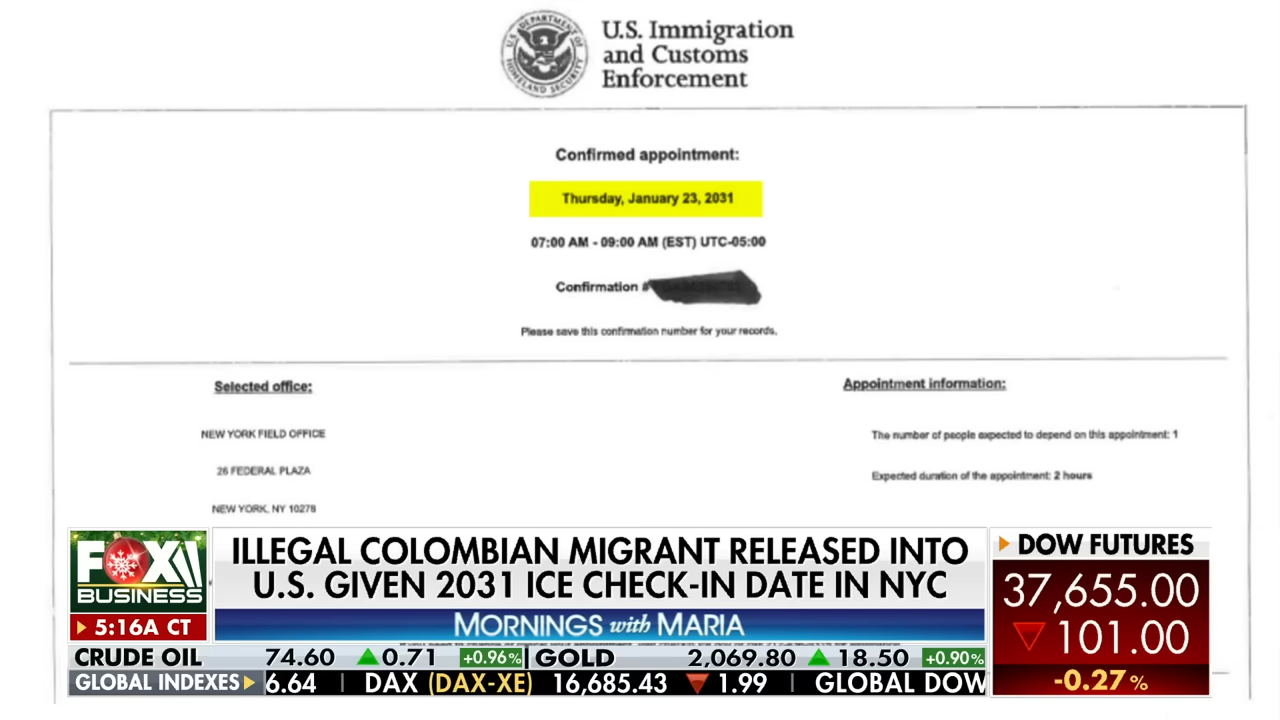 U.S. Immigration
and Customs
Enforcement
U.S. DEPARTMENT OF
HOMELAND SECURITY
Confirmed appointment:
Thursday, January 23, 2031
07:00 AM - 09:00 AM (EST) UTC-05:00
Confirmation #
Please save this confirmation number for your records.
Selected office:
NEW YORK FIELD OFFICE
26 FEDERAL PLAZA
NEW YORK, NY 10278
Appointment information:
The number of people expected to depend on this appointment: 1
Expected duration of the appointment: 2 hours
FOX
BUSINESS
5:16A CT
ILLEGAL COLOMBIAN MIGRANT RELEASED INTO
U.S. GIVEN 2031 ICE CHECK-IN DATE IN NYC
MORNINGS with MARIA
DOW FUTURES
37,655.00
101.00
-0.27%
CRUDE OIL 74.60 0.71 +0.96% GOLD 2,069.80 18.50 +0.90%
GLOBAL INDEXES 6.64 DAX (DAX-XE) 16,685.43 1.99 GLOBAL DOW